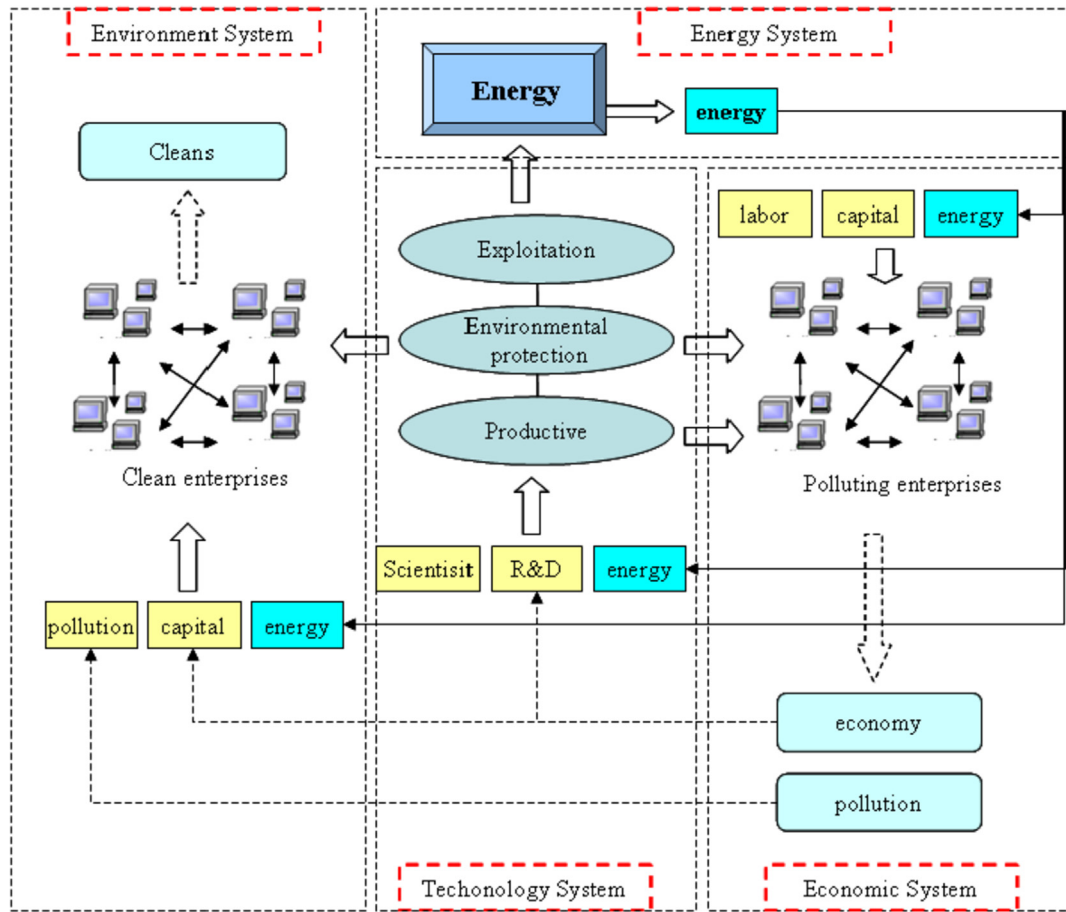 Environment System
Energy System
Energy
energy
Cleans
labor
capital
energy
Exploitation
Environmental
protection
Productive
Clean enterprises
Polluting enterprises
Scientisit
R&D
energy
pollution
capital
energy
economy
pollution
Techonology System
Economic System